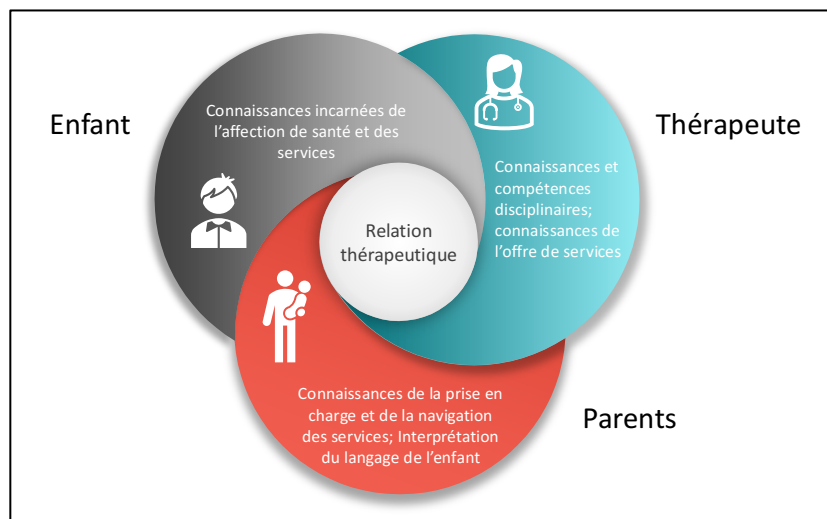 Enfant
Connaissances incarnées de
l’affection de santé et des
services
Thérapeute
Connaissances et
compétences
disciplinaires;
connaissances de
l’offre de services
Relation
thérapeutique
Connaissances de la prise en
charge et de la navigation
des services; Interprétation
du langage de l’enfant
Parents